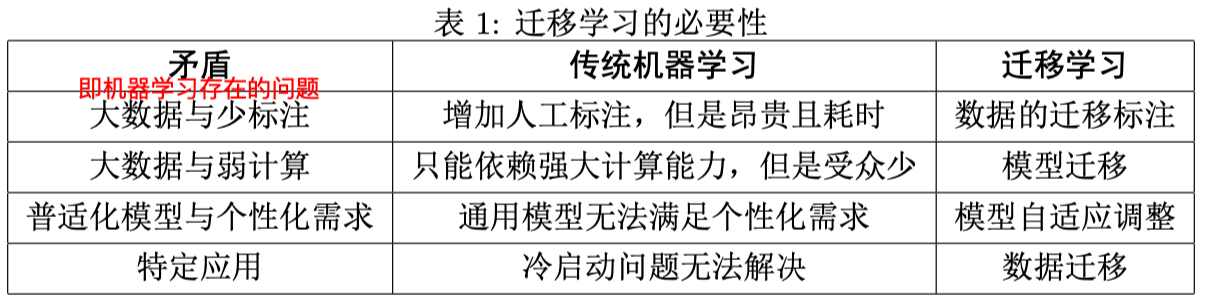 表 1: 迁移学习的必要性
矛盾 传统机器学习 迁移学习
即机器学习存在的问题
大数据与少标注 增加人工标注，但是昂贵且耗时 数据的迁移标注
大数据与弱计算 只能依赖强大计算能力，但是受众少 模型迁移
普适化模型与个性化需求 通用模型无法满足个性化需求 模型自适应调整
特定应用 冷启动问题无法解决 数据迁移